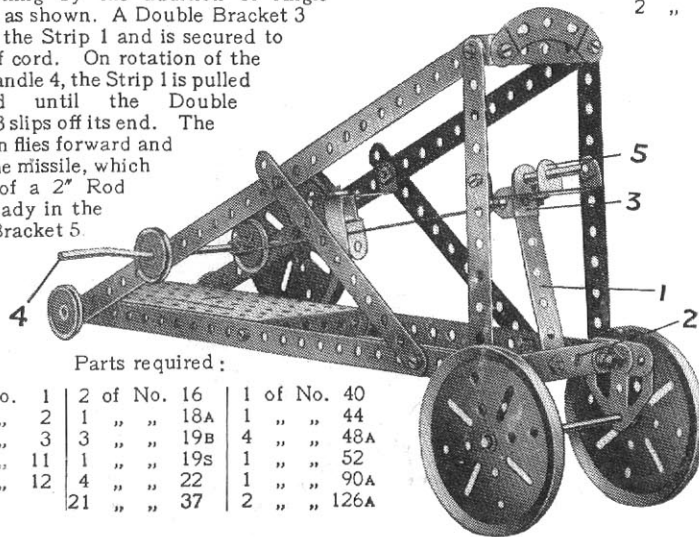 as shown. A Double Bracket 3
the Strip 1 and is secured to
f cord. On rotation of the
andle 4, the Strip 1 is pulled
d until the Double
3 slips off its end. The
n flies forward and
ne missile, which
of a 2″ Rod
ady in the
Bracket 5.
2 „
5
3
1
2
4
Parts required :
o. 1 | 2 of No. 16 | 1 of No. 40
„ 2 | 1 „ „ 18A | 1 „ „ 44
„ 3 | 3 „ „ 19B | 4 „ „ 48A
„ 11 | 1 „ „ 19S | 1 „ „ 52
„ 12 | 4 „ „ 22 | 1 „ „ 90A
21 „ „ 37 | 2 „ „ 126A